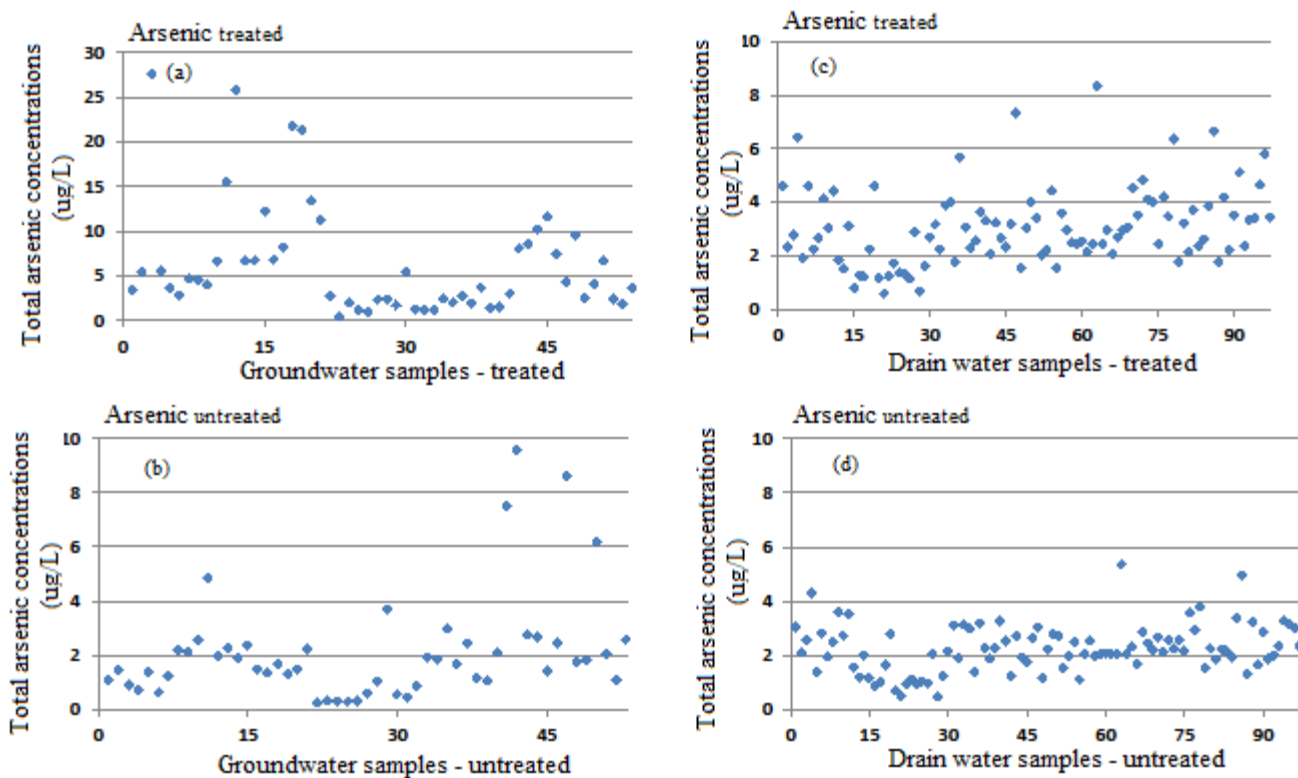 Arsenic treated
Total arsenic concentrations
(ug/L)
30
25
20
15
10
5
0
(a)
0 15 30 45
Groundwater samples - treated
Arsenic treated
Total arsenic concentrations
(ug/L)
10
8
6
4
2
0
(c)
0 15 30 45 60 75 90
Drain water sampels - treated
Arsenic untreated
Total arsenic concentrations
(ug/L)
10
8
6
4
2
0
(b)
0 15 30 45
Groundwater samples - untreated
Arsenic untreated
Total arsenic concentrations
(ug/L)
10
8
6
4
2
0
(d)
0 15 30 45 60 75 90
Drain water samples - untreated